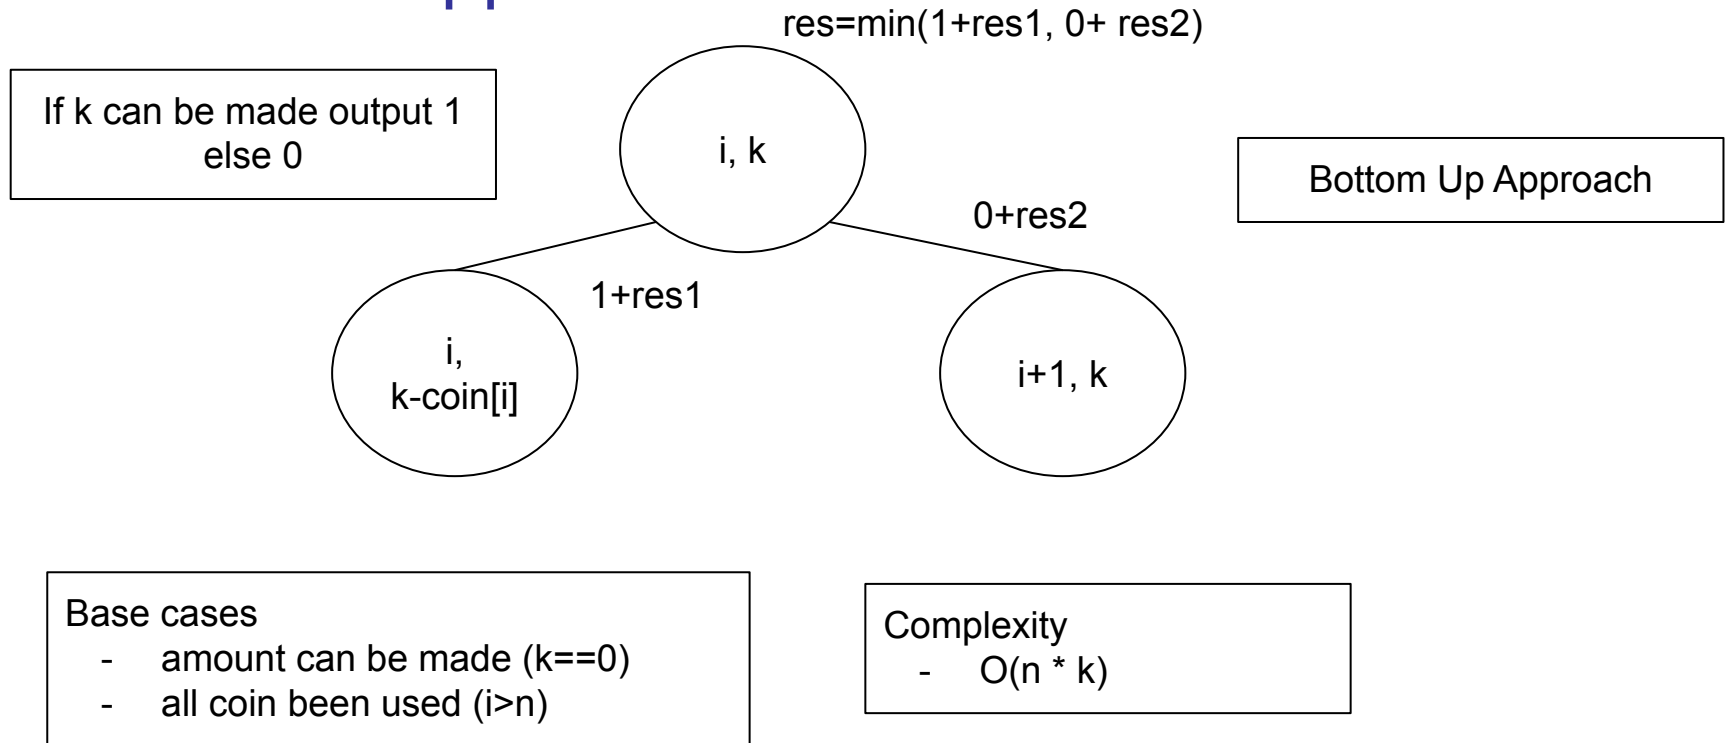 res=min(1+res1, 0+ res2)
If k can be made output 1
else 0
i, k
Bottom Up Approach
0+res2
1+res1
i,
k-coin[i]
i+1, k
Base cases
- amount can be made (k==0)
- all coin been used (i>n)
Complexity
- O(n * k)